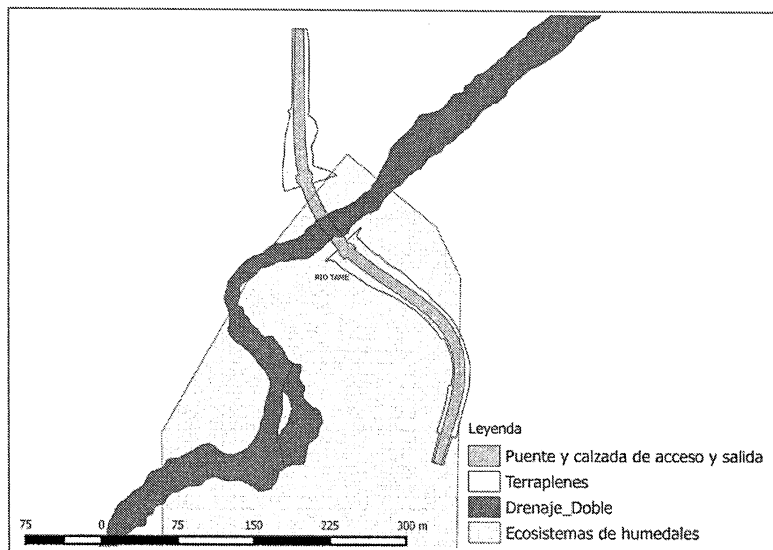 RIO TAME
Leyenda
Puente y calzada de acceso y salida
Terraplenes
Drenaje_Doble
Ecosistemas de humedales
75 0 75 150 225 300 m